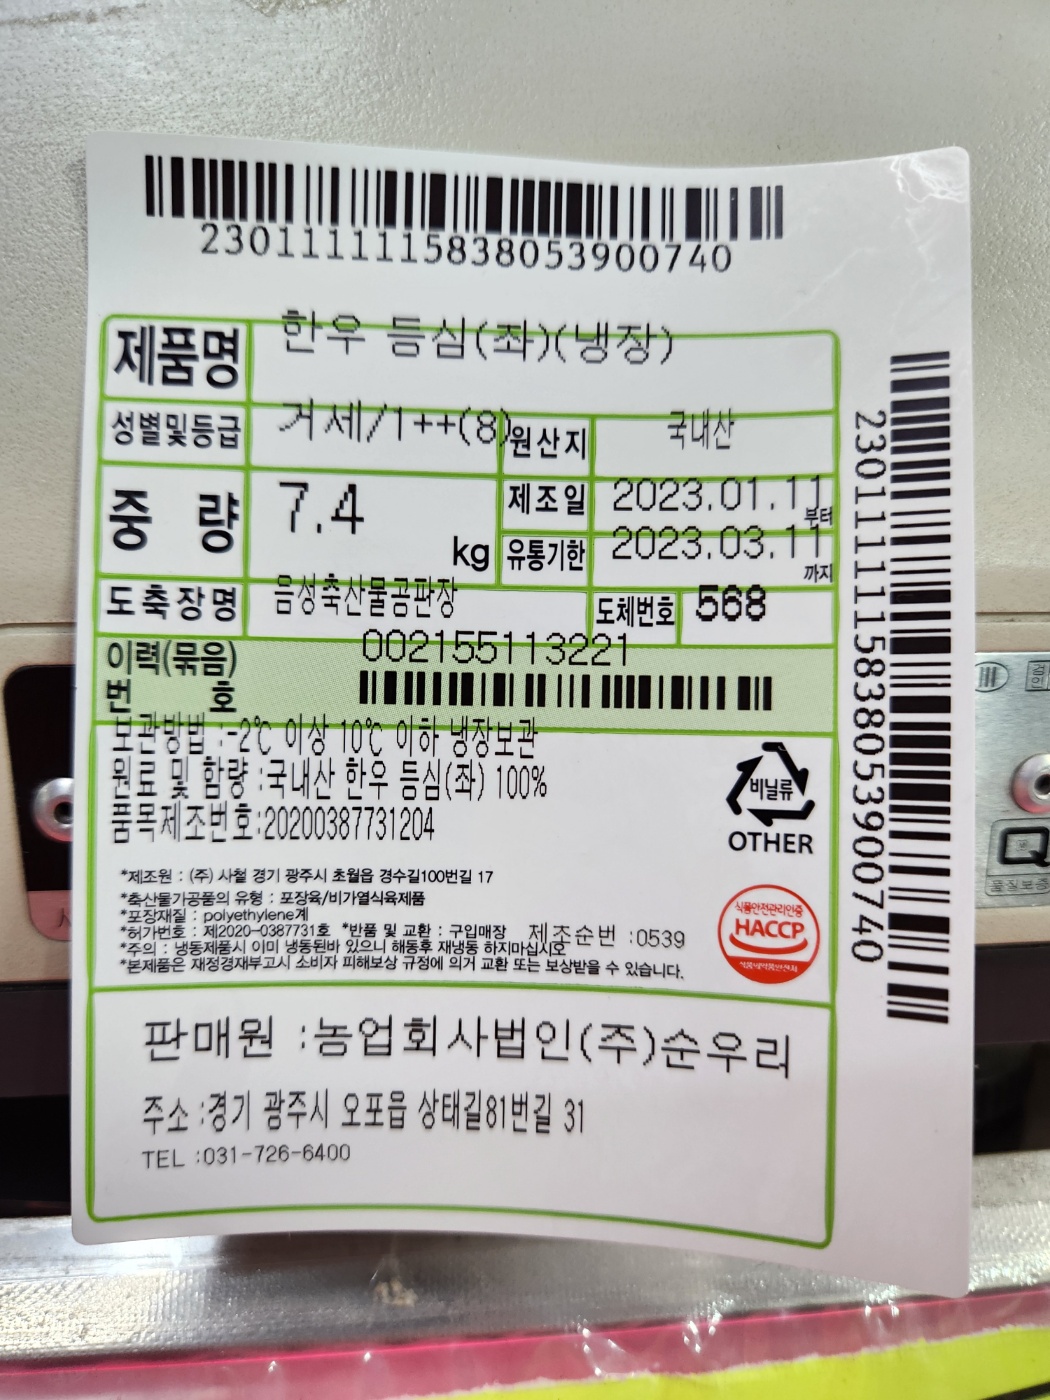 2301111115838053900740
제품명 한우 등심(좌)(냉장)
성별및등급 거세/1++(8) 원산지 국내산
중 량 7.4 kg 제조일 2023.01.11 부터
유통기한 2023.03.11 까지
도축장명 음성축산물공판장 도체번호 568
이력(묶음)번호 002155113221
보관방법 :-2℃ 이상 10℃ 이하 냉장보관
원료 및 함량 :국내산 한우 등심(좌) 100%
품목제조번호:20200387731204
비닐류
OTHER
*제조원 : (주) 사철 경기 광주시 초월읍 경수길100번길 17
*축산물가공품의 유형 : 포장육/비가열식육제품
*포장재질 : polyethylene계
*허가번호 : 제2020-0387731호 *반품 및 교환 : 구입매장 제조순번 :0539
*주의 : 냉동제품시 이미 냉동된바 있으니 해동후 재냉동 하지마십시오
*본제품은 재정경재부고시 소비자 피해보상 규정에 의거 교환 또는 보상받을 수 있습니다.
식품안전관리인증
HACCP
식품의약품안전처
판매원 :농업회사법인(주)순우리
주소 :경기 광주시 오포읍 상태길81번길 31
TEL :031-726-6400
2301111115838053900740
Q
품질보증